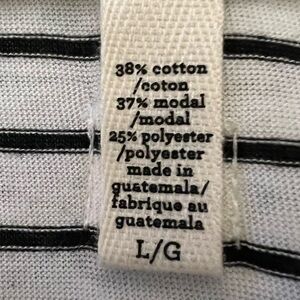 38% cotton
/coton
37% modal
/modal
25% polyester
/polyester
made in
guatemala/
fabrique au
guatemala
L/G